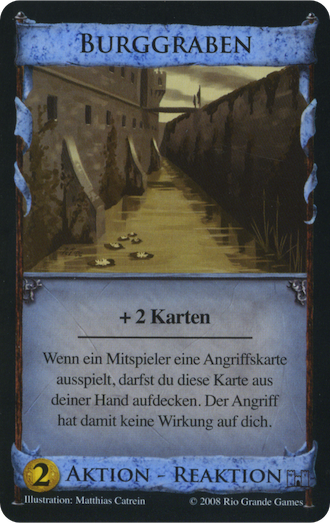 BURGGRABEN
+ 2 Karten
Wenn ein Mitspieler eine Angriffskarte
ausspielt, darfst du diese Karte aus
deiner Hand aufdecken. Der Angriff
hat damit keine Wirkung auf dich.
2 AKTION - REAKTION
Illustration: Matthias Catrein © 2008 Rio Grande Games